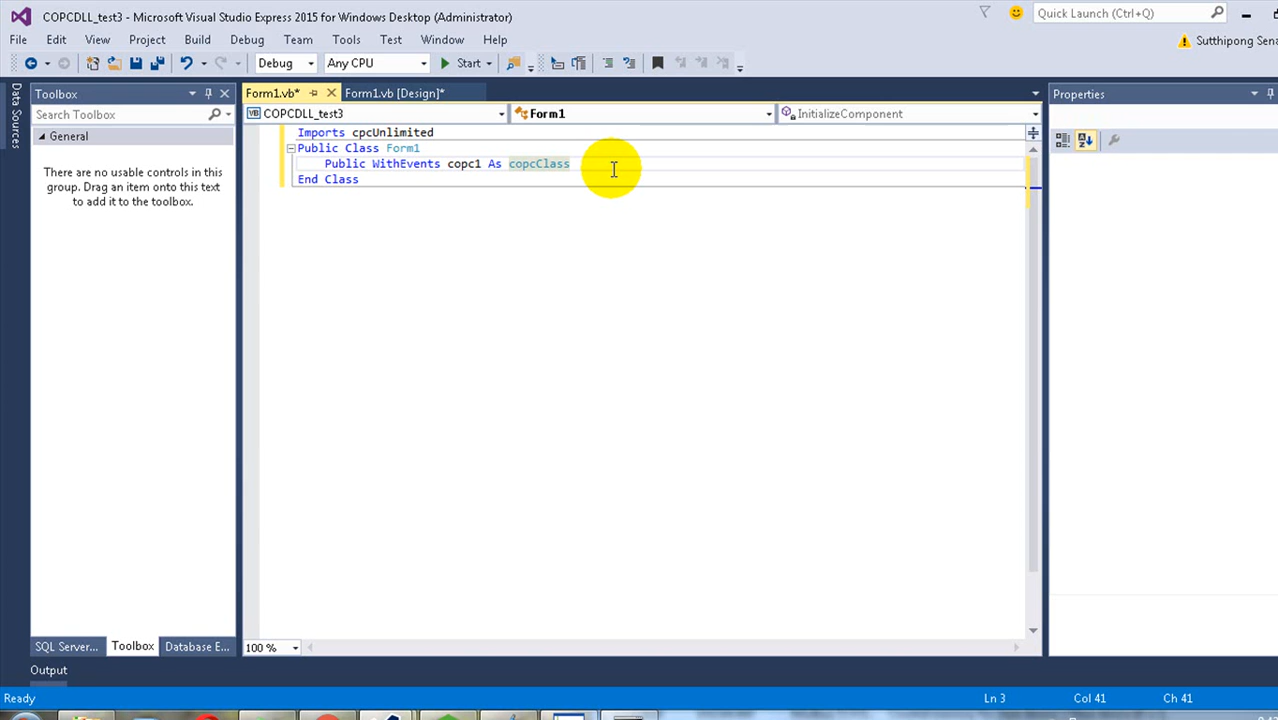 COPCDLL_test3 - Microsoft Visual Studio Express 2015 for Windows Desktop (Administrator)
Quick Launch (Ctrl+Q)
File Edit View Project Build Debug Team Tools Test Window Help
Sutthipong Sena
Debug Any CPU Start
Data Sources
Toolbox
Search Toolbox
General
There are no usable controls in this
group. Drag an item onto this text
to add it to the toolbox.
SQL Server... Toolbox Database E...
Form1.vb* Form1.vb [Design]*
VB COPCDLL_test3 Form1 InitializeComponent
Imports cpcUnlimited
Public Class Form1
Public WithEvents copc1 As copcClass
End Class
100 %
Properties
Output
Ready Ln 3 Col 41 Ch 41